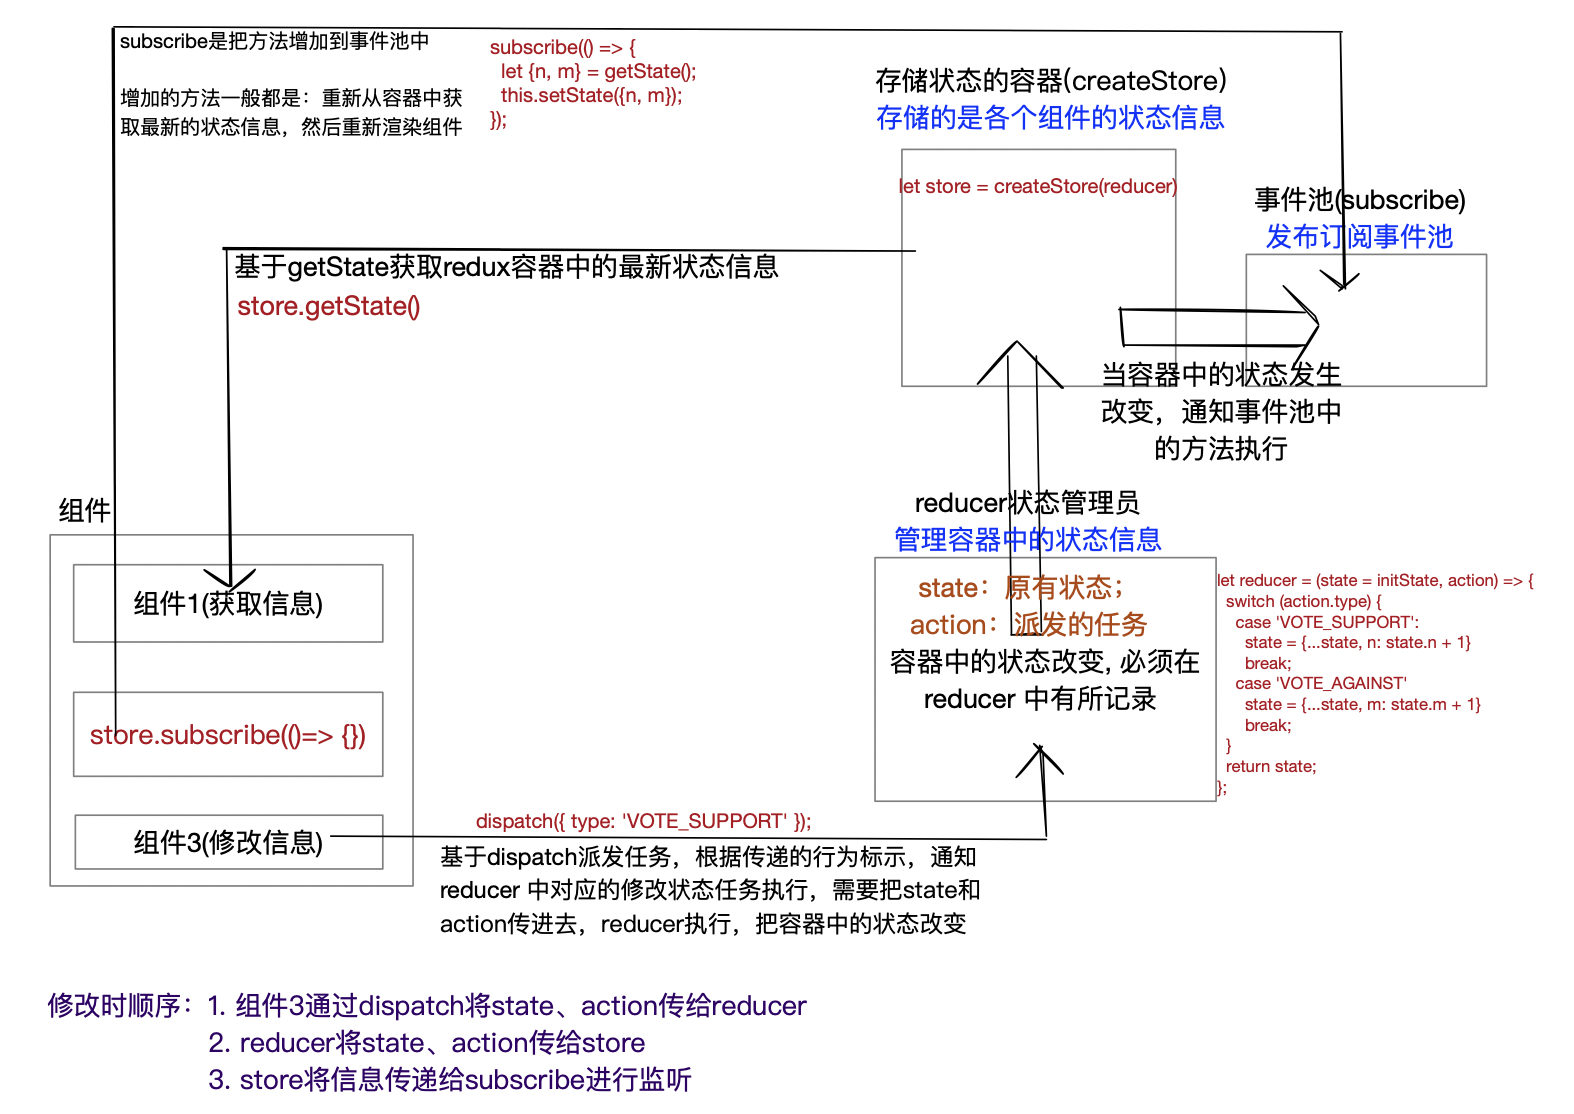 subscribe是把方法增加到事件池中
增加的方法一般都是：重新从容器中获
取最新的状态信息，然后重新渲染组件
subscribe(() => {
let {n, m} = getState();
this.setState({n, m});
});
存储状态的容器(createStore)
存储的是各个组件的状态信息
let store = createStore(reducer)
事件池(subscribe)
发布订阅事件池
基于getState获取redux容器中的最新状态信息
store.getState()
当容器中的状态发生
改变，通知事件池中
的方法执行
组件
组件1(获取信息)
store.subscribe(()=> {})
组件3(修改信息)
reducer状态管理员
管理容器中的状态信息
state：原有状态；
action：派发的任务
容器中的状态改变, 必须在
reducer 中有所记录
let reducer = (state = initState, action) => {
switch (action.type) {
case 'VOTE_SUPPORT':
state = {...state, n: state.n + 1}
break;
case 'VOTE_AGAINST'
state = {...state, m: state.m + 1}
break;
}
return state;
};
dispatch({ type: 'VOTE_SUPPORT' });
基于dispatch派发任务，根据传递的行为标示，通知
reducer 中对应的修改状态任务执行，需要把state和
action传进去，reducer执行，把容器中的状态改变
修改时顺序：1. 组件3通过dispatch将state、action传给reducer
2. reducer将state、action传给store
3. store将信息传递给subscribe进行监听